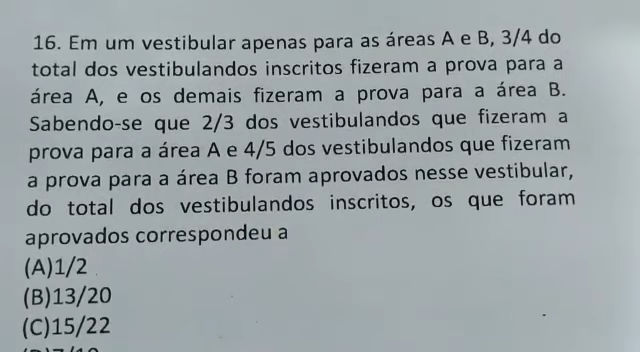 16. Em um vestibular apenas para as áreas A e B, 3/4 do
total dos vestibulandos inscritos fizeram a prova para a
área A, e os demais fizeram a prova para a área B.
Sabendo-se que 2/3 dos vestibulandos que fizeram a
prova para a área A e 4/5 dos vestibulandos que fizeram
a prova para a área B foram aprovados nesse vestibular,
do total dos vestibulandos inscritos, os que foram
aprovados correspondeu a
(A)1/2
(B)13/20
(C)15/22